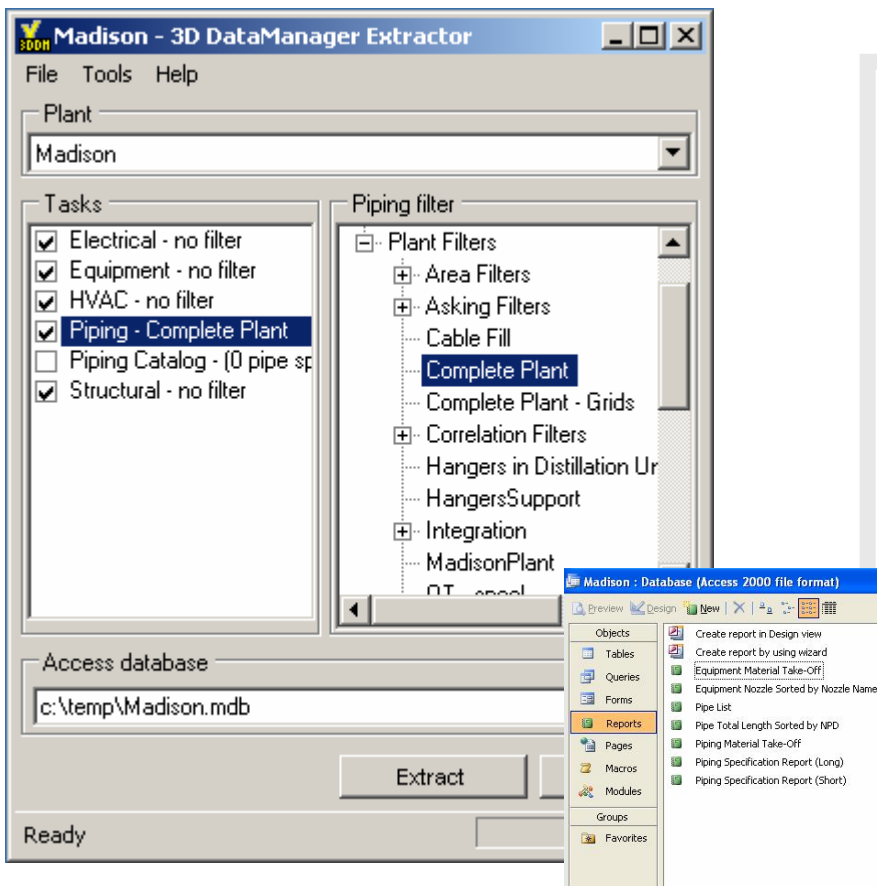 3DDM Madison - 3D DataManager Extractor
File Tools Help
Plant
Madison
Tasks
Electrical - no filter
Equipment - no filter
HVAC - no filter
Piping - Complete Plant
Piping Catalog - (0 pipe sp
Structural - no filter
Piping filter
Plant Filters
Area Filters
Asking Filters
Cable Fill
Complete Plant
Complete Plant - Grids
Correlation Filters
Hangers in Distillation Ur
HangersSupport
Integration
MadisonPlant
Access database
c:\temp\Madison.mdb
Extract
Ready
Madison : Database (Access 2000 file format)
Preview Design New
Objects
Tables
Queries
Forms
Reports
Pages
Macros
Modules
Groups
Favorites
Create report in Design view
Create report by using wizard
Equipment Material Take-Off
Equipment Nozzle Sorted by Nozzle Name
Pipe List
Pipe Total Length Sorted by NPD
Piping Material Take-Off
Piping Specification Report (Long)
Piping Specification Report (Short)